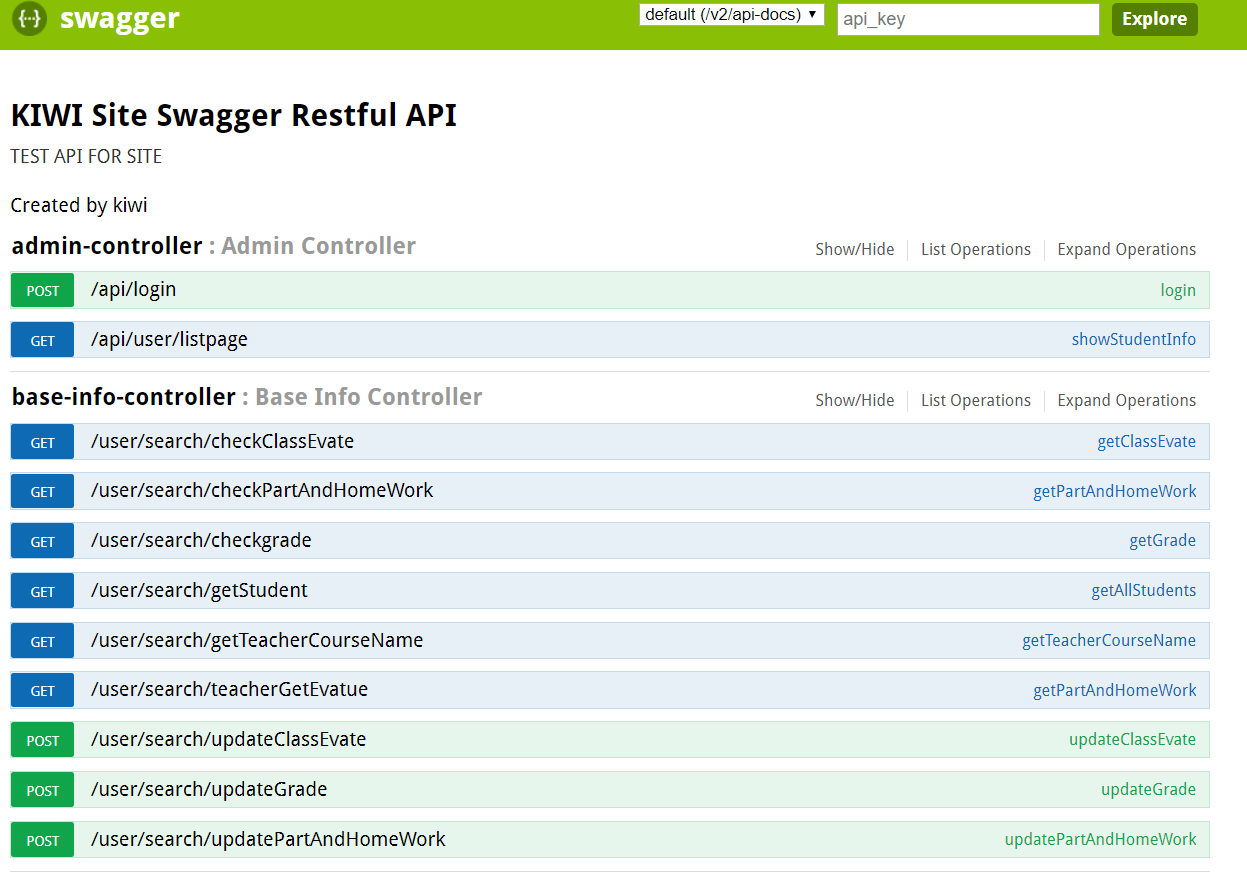 {···} swagger default (/v2/api-docs) ▼ api_key Explore
KIWI Site Swagger Restful API
TEST API FOR SITE
Created by kiwi
admin-controller : Admin Controller Show/Hide List Operations Expand Operations
POST /api/login login
GET /api/user/listpage showStudentInfo
base-info-controller : Base Info Controller Show/Hide List Operations Expand Operations
GET /user/search/checkClassEvate getClassEvate
GET /user/search/checkPartAndHomeWork getPartAndHomeWork
GET /user/search/checkgrade getGrade
GET /user/search/getStudent getAllStudents
GET /user/search/getTeacherCourseName getTeacherCourseName
GET /user/search/teacherGetEvatue getPartAndHomeWork
POST /user/search/updateClassEvate updateClassEvate
POST /user/search/updateGrade updateGrade
POST /user/search/updatePartAndHomeWork updatePartAndHomeWork